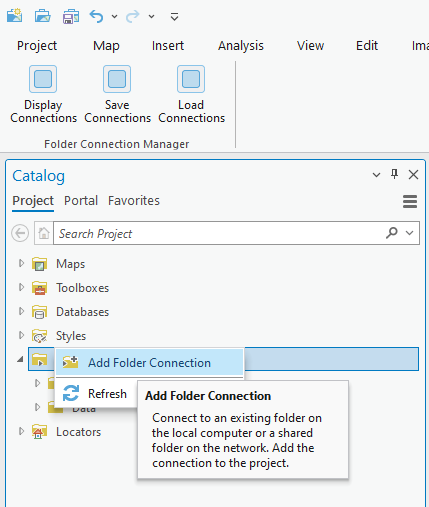 Project Map Insert Analysis View Edit
Display Connections
Save Connections
Load Connections
Folder Connection Manager
Catalog
Project Portal Favorites
Search Project
Maps
Toolboxes
Databases
Styles
Add Folder Connection
Refresh
Add Folder Connection
Connect to an existing folder on
the local computer or a shared
folder on the network. Add the
connection to the project.
Data
Locators